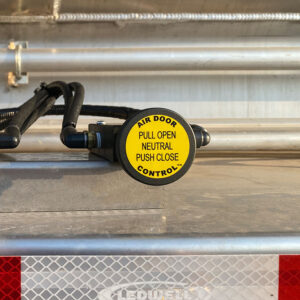 AIR DOOR
PULL OPEN
NEUTRAL
PUSH CLOSE
CONTROL
LEDWELL